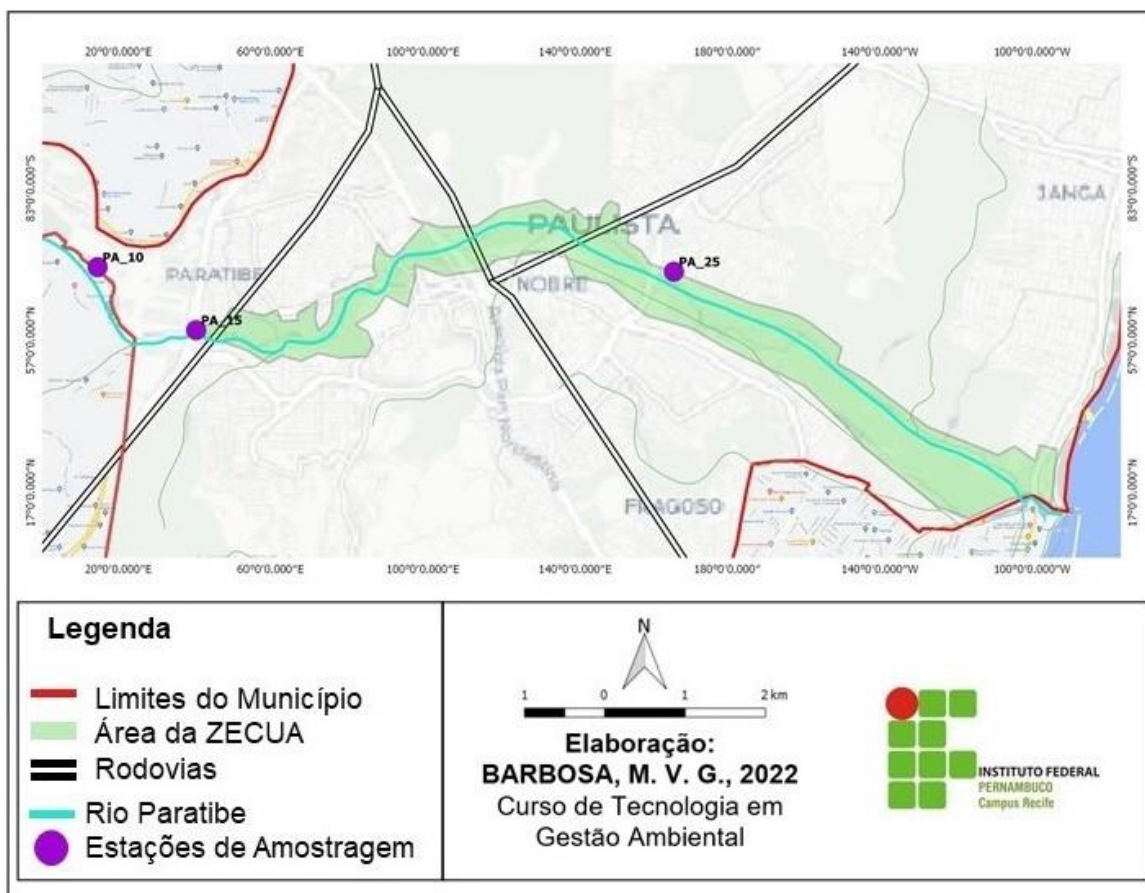 20°0'0.000"E 60°0'0.000"E 100°0'0.000"E 140°0'0.000"E 180°0'0.000" 140°0'0.000"W 100°0'0.000"W
83°0'0.000"S
57°0'0.000"N
17°0'0.000"N
83°0'0.000"S
57°0'0.000"N
17°0'0.000"N
JANGA
PAULISTA
PA_10
PARATIBE
PA_25
NOBRE
PA_15
FRAGOSO
20°0'0.000"E 60°0'0.000"E 100°0'0.000"E 140°0'0.000"E 180°0'0.000" 140°0'0.000"W 100°0'0.000"W
Legenda
Limites do Município
Área da ZECUA
Rodovias
Rio Paratibe
Estações de Amostragem
N
1 0 1 2 km
Elaboração:
BARBOSA, M. V. G., 2022
Curso de Tecnologia em
Gestão Ambiental
INSTITUTO FEDERAL
PERNAMBUCO
Campus Recife